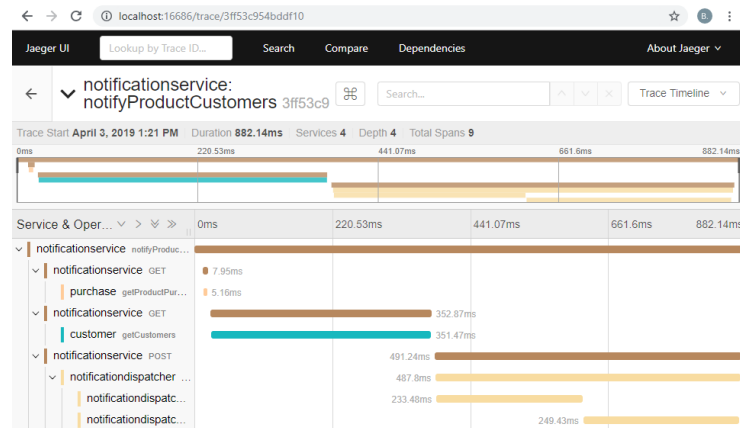 localhost:16686/trace/3ff53c954bddf10
B.
Jaeger UI Lookup by Trace ID... Search Compare Dependencies About Jaeger
notificationservice:
notifyProductCustomers 3ff53c9 ⌘ Search... Trace Timeline
Trace Start April 3, 2019 1:21 PM Duration 882.14ms Services 4 Depth 4 Total Spans 9
0ms 220.53ms 441.07ms 661.6ms 882.14ms
Service & Oper... 0ms 220.53ms 441.07ms 661.6ms 882.14ms
notificationservice notifyProduc...
notificationservice GET 7.95ms
purchase getProductPur... 5.16ms
notificationservice GET 352.87ms
customer getCustomers 351.47ms
notificationservice POST 491.24ms
notificationdispatcher ... 487.8ms
notificationdispatc... 233.48ms
notificationdispatc... 249.43ms